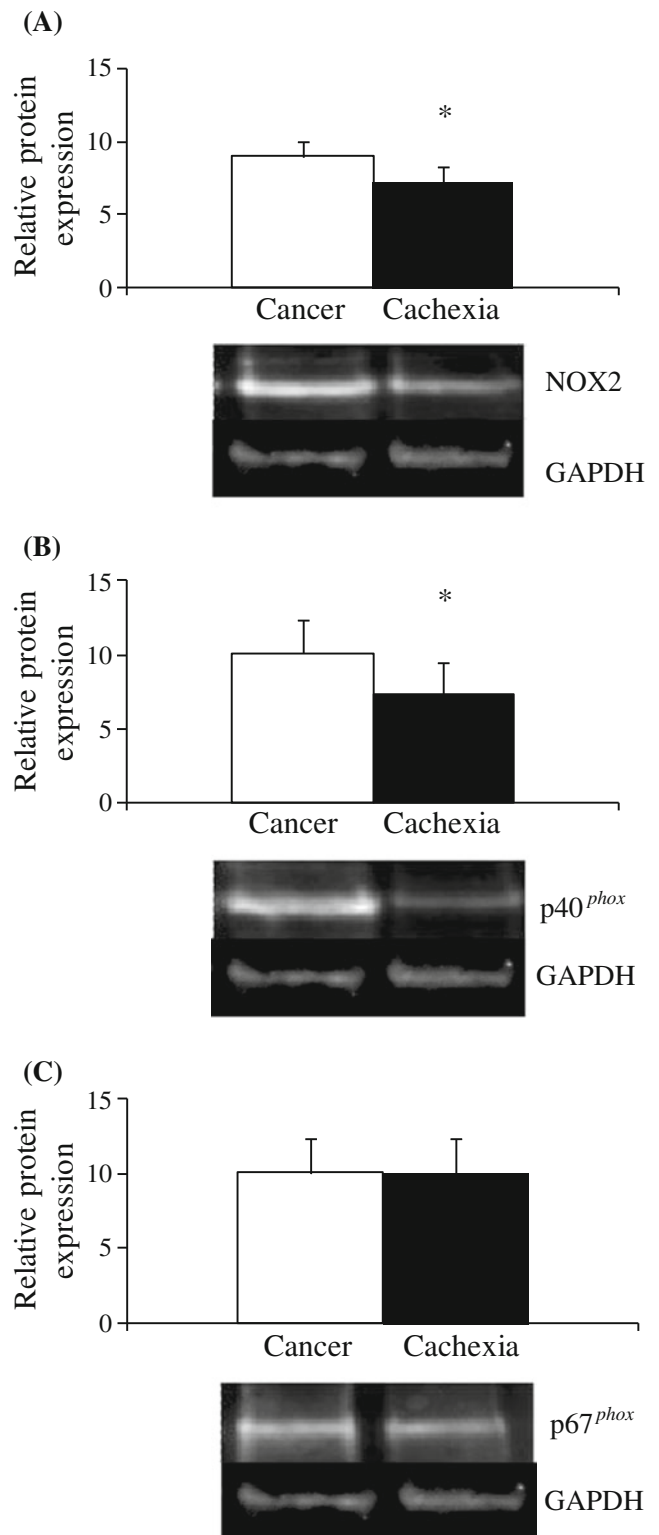 (A)
Relative protein
expression
15
10
5
0
*
Cancer Cachexia
NOX2
GAPDH
(B)
Relative protein
expression
15
10
5
0
*
Cancer Cachexia
p40phox
GAPDH
(C)
Relative protein
expression
15
10
5
0
Cancer Cachexia
p67phox
GAPDH